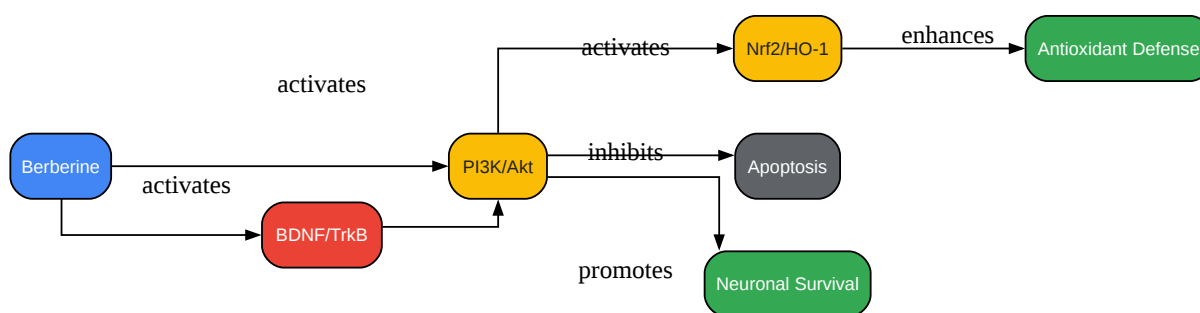 activates
enhances
Nrf2/HO-1
Antioxidant Defense
activates
Berberine
PI3K/Akt
inhibits
Apoptosis
activates
BDNF/TrkB
promotes
Neuronal Survival